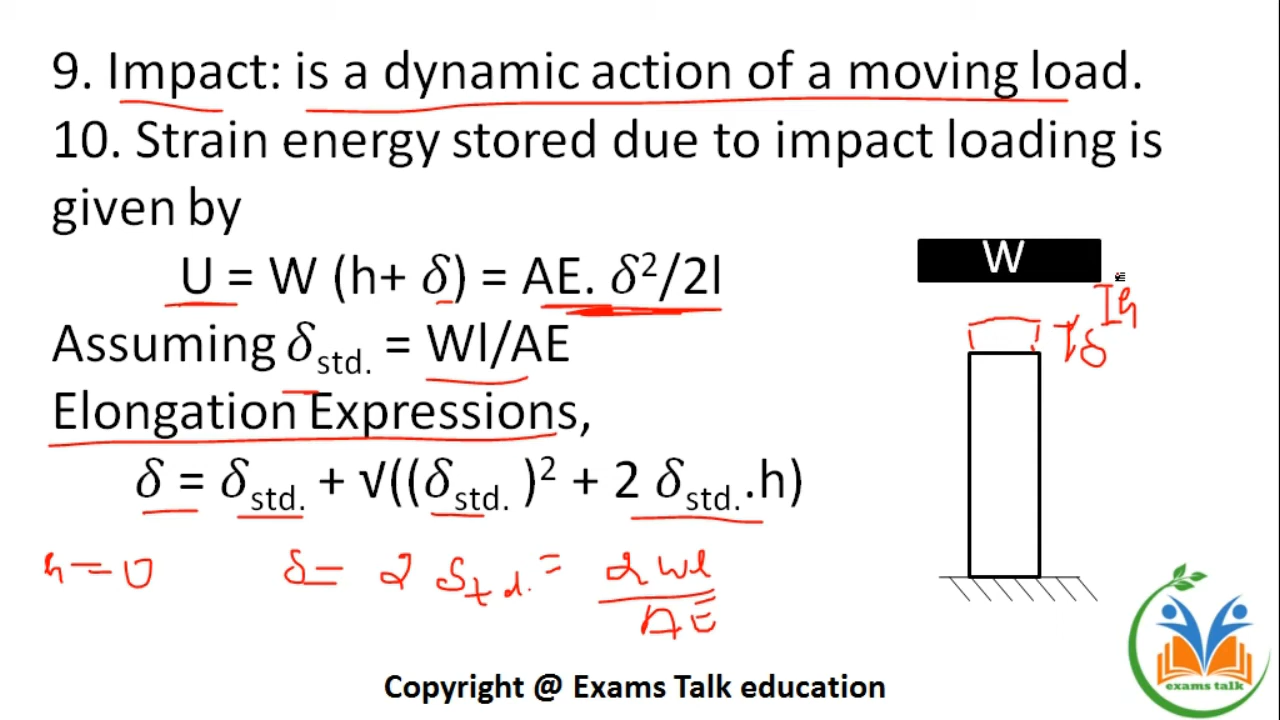 9. Impact: is a dynamic action of a moving load.
10. Strain energy stored due to impact loading is
given by
U = W (h+ δ) = AE. δ²/2l
Assuming δstd. = Wl/AE
Elongation Expressions,
δ = δstd. + √((δstd. )² + 2 δstd..h)
h = 0 δ = 2 δstd. = 2Wl/AE
W
h
δ
exams talk
Copyright @ Exams Talk education